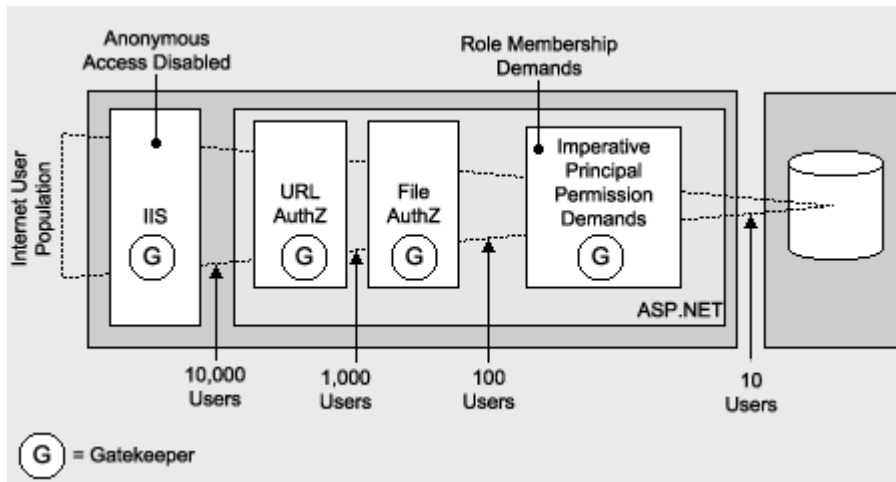 Anonymous
Access Disabled
Role Membership
Demands
Internet User
Population
IIS
G
URL
AuthZ
G
File
AuthZ
G
Imperative
Principal
Permission
Demands
G
ASP.NET
10,000
Users
1,000
Users
100
Users
10
Users
G = Gatekeeper